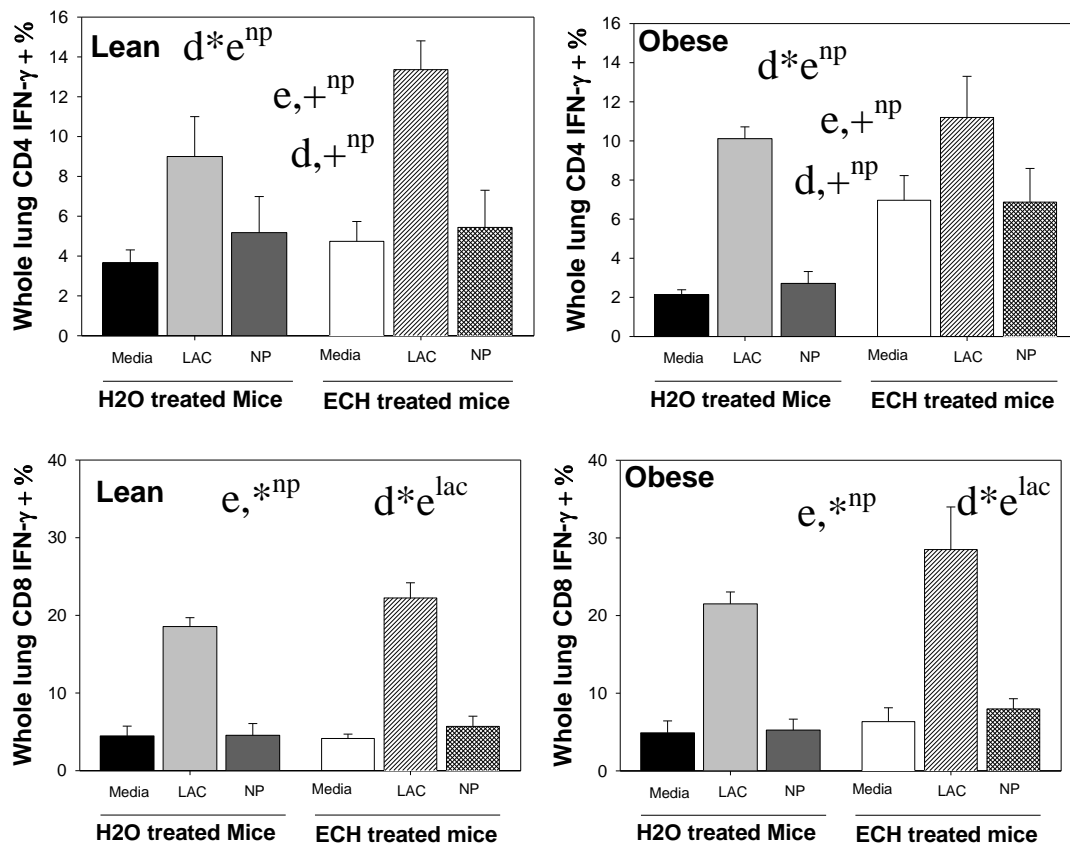 Whole lung CD4 IFN-γ + %
16
14
12
10
8
6
4
2
0
Lean
d*e^np
e,+^np
d,+^np
Media LAC NP Media LAC NP
H2O treated Mice ECH treated mice
Whole lung CD4 IFN-γ + %
16
14
12
10
8
6
4
2
0
Obese
d*e^np
e,+^np
d,+^np
Media LAC NP Media LAC NP
H2O treated Mice ECH treated mice
Whole lung CD8 IFN-γ + %
40
30
20
10
0
Lean
e,*^np d*e^lac
Media LAC NP Media LAC NP
H2O treated Mice ECH treated mice
Whole lung CD8 IFN-γ + %
40
30
20
10
0
Obese
e,*^np d*e^lac
Media LAC NP Media LAC NP
H2O treated Mice ECH treated mice